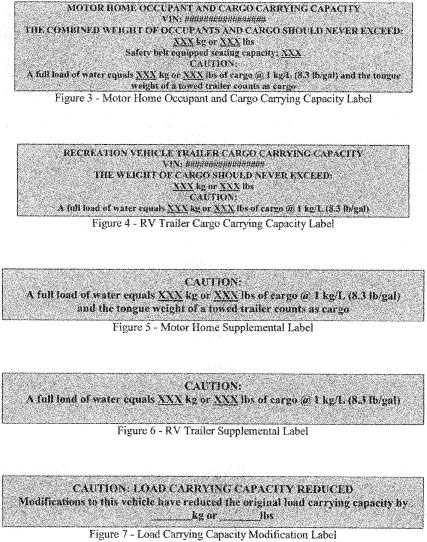 MOTOR HOME OCCUPANT AND CARGO CARRYING CAPACITY
VIN: #################
THE COMBINED WEIGHT OF OCCUPANTS AND CARGO SHOULD NEVER EXCEED:
XXX kg or XXX lbs
Safety belt equipped seating capacity: XXX
CAUTION:
A full load of water equals XXX kg or XXX lbs of cargo @ 1 kg/L (8.3 lb/gal) and the tongue
weight of a towed trailer counts as cargo
Figure 3 - Motor Home Occupant and Cargo Carrying Capacity Label
RECREATION VEHICLE TRAILER CARGO CARRYING CAPACITY
VIN: #################
THE WEIGHT OF CARGO SHOULD NEVER EXCEED:
XXX kg or XXX lbs
CAUTION:
A full load of water equals XXX kg or XXX lbs of cargo @ 1 kg/L (8.3 lb/gal)
Figure 4 - RV Trailer Cargo Carrying Capacity Label
CAUTION:
A full load of water equals XXX kg or XXX lbs of cargo @ 1 kg/L (8.3 lb/gal)
and the tongue weight of a towed trailer counts as cargo
Figure 5 - Motor Home Supplemental Label
CAUTION:
A full load of water equals XXX kg or XXX lbs of cargo @ 1 kg/L (8.3 lb/gal)
Figure 6 - RV Trailer Supplemental Label
CAUTION: LOAD CARRYING CAPACITY REDUCED
Modifications to this vehicle have reduced the original load carrying capacity by
_______kg or _______lbs
Figure 7 - Load Carrying Capacity Modification Label